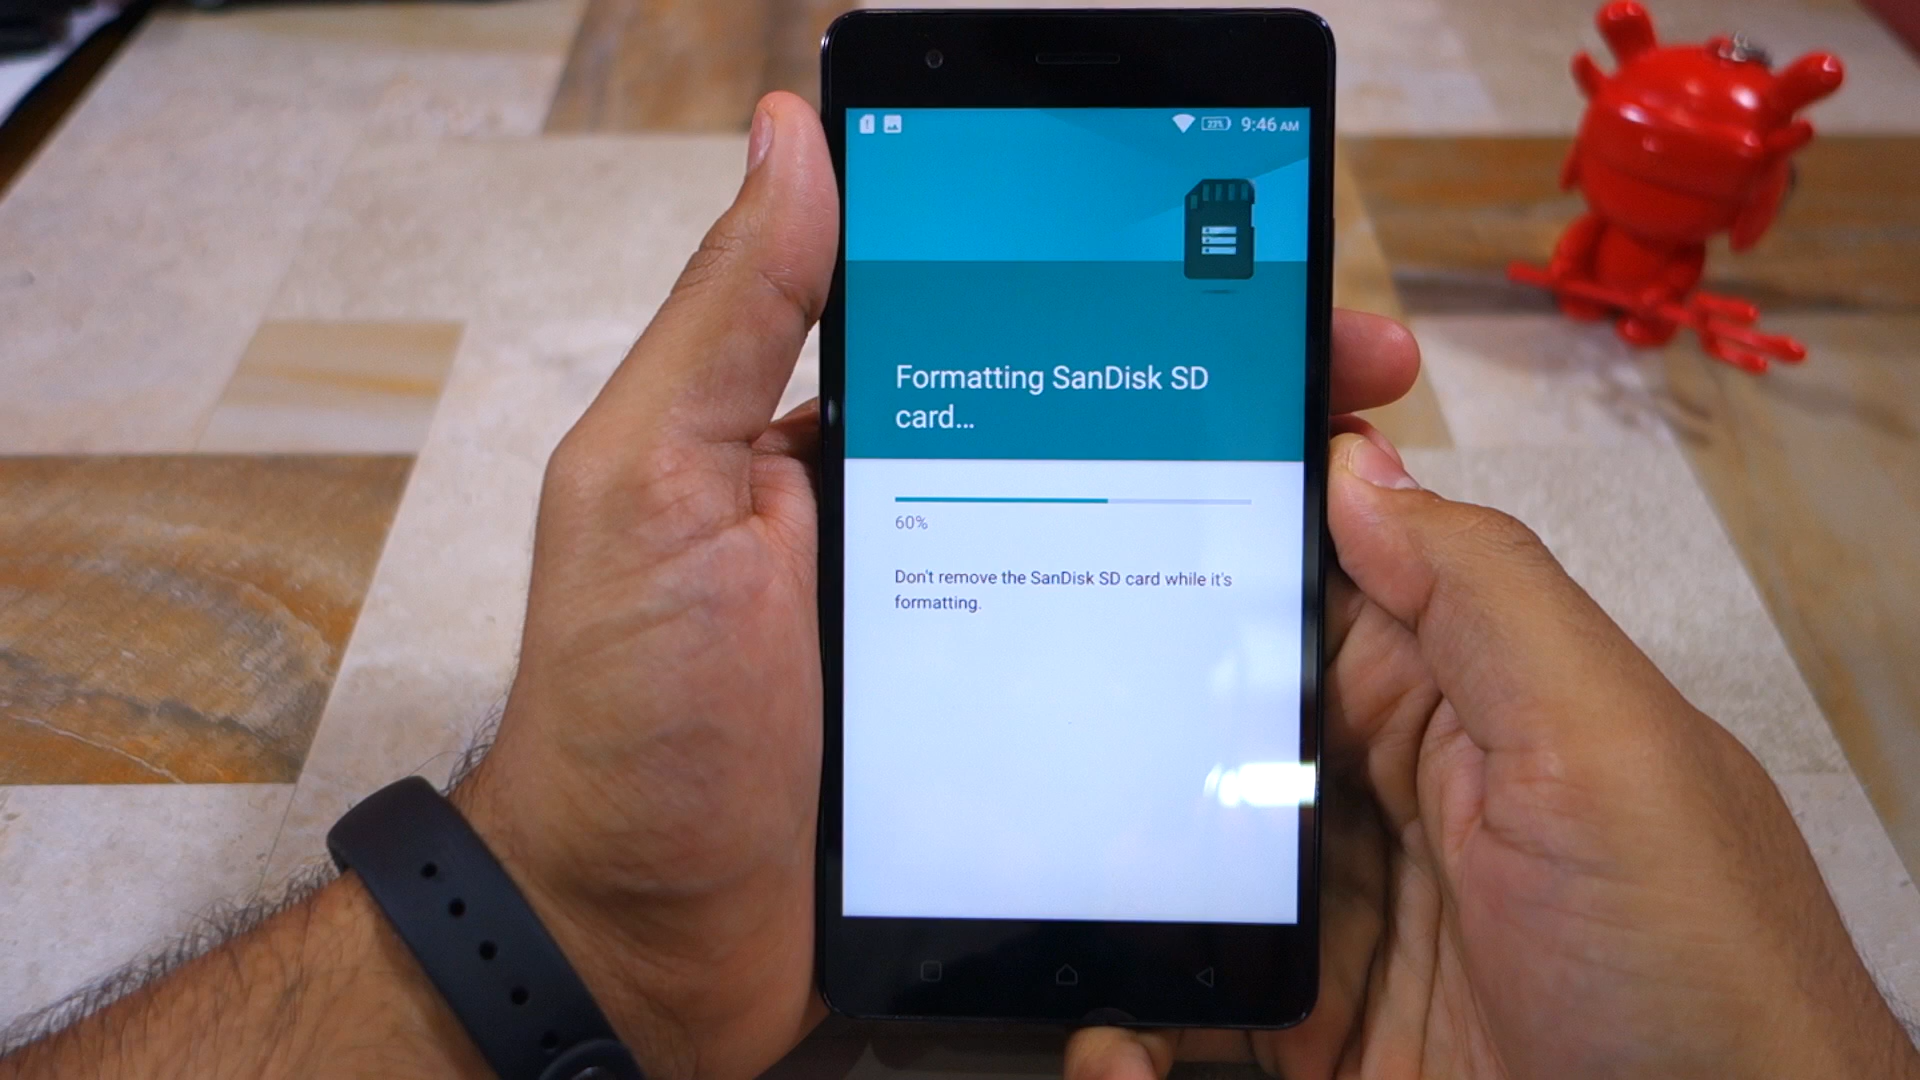 9:46 AM
Formatting SanDisk SD
card...
60%
Don't remove the SanDisk SD card while it's
formatting.